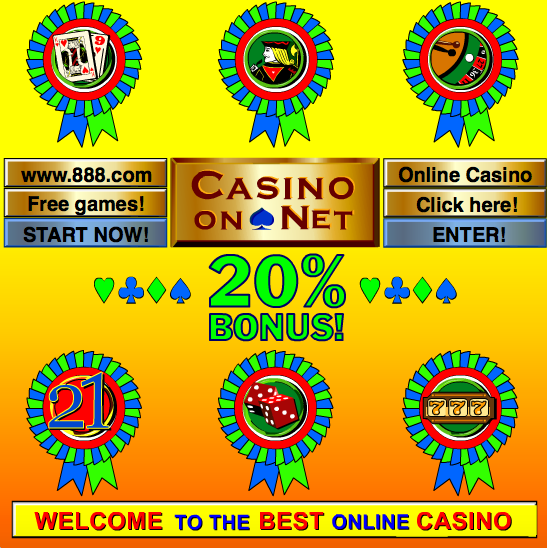 9
www.888.com
Free games!
START NOW!
CASINO
ON NET
Online Casino
Click here!
ENTER!
20%
BONUS!
21
777
WELCOME TO THE BEST ONLINE CASINO